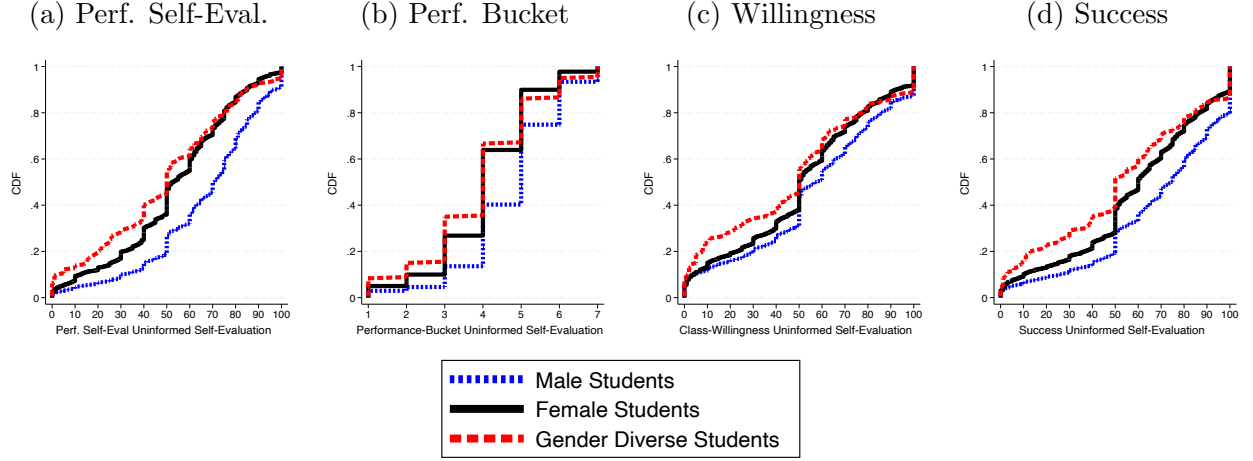 (a) Perf. Self-Eval.
(b) Perf. Bucket
(c) Willingness
(d) Success
1
.8
.6
.4
.2
0
CDF
0 10 20 30 40 50 60 70 80 90 100
Perf. Self-Eval Uninformed Self-Evaluation
1
.8
.6
.4
.2
0
CDF
1 2 3 4 5 6 7
Performance-Bucket Uninformed Self-Evaluation
1
.8
.6
.4
.2
0
CDF
0 10 20 30 40 50 60 70 80 90 100
Class-Willingness Uninformed Self-Evaluation
1
.8
.6
.4
.2
0
CDF
0 10 20 30 40 50 60 70 80 90 100
Success Uninformed Self-Evaluation
Male Students
Female Students
Gender Diverse Students